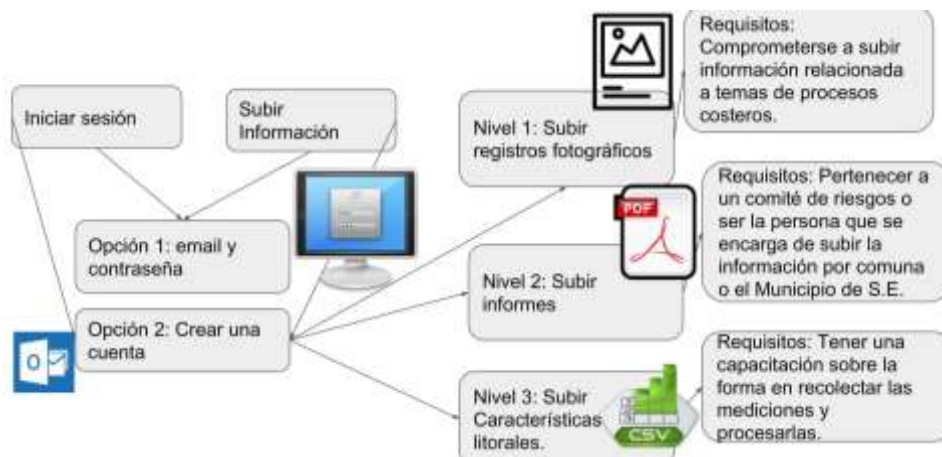 Iniciar sesión
Subir
Información
Opción 1: email y
contraseña
Opción 2: Crear una
cuenta
O
Nivel 1: Subir
registros fotográficos
Requisitos:
Comprometerse a subir
información relacionada
a temas de procesos
costeros.
Nivel 2: Subir
informes
PDF
Requisitos: Pertenecer a
un comité de riesgos o
ser la persona que se
encarga de subir la
información por comuna
o el Municipio de S.E.
Nivel 3: Subir
Características
litorales.
CSV
Requisitos: Tener una
capacitación sobre la
forma en recolectar las
mediciones y
procesarlas.